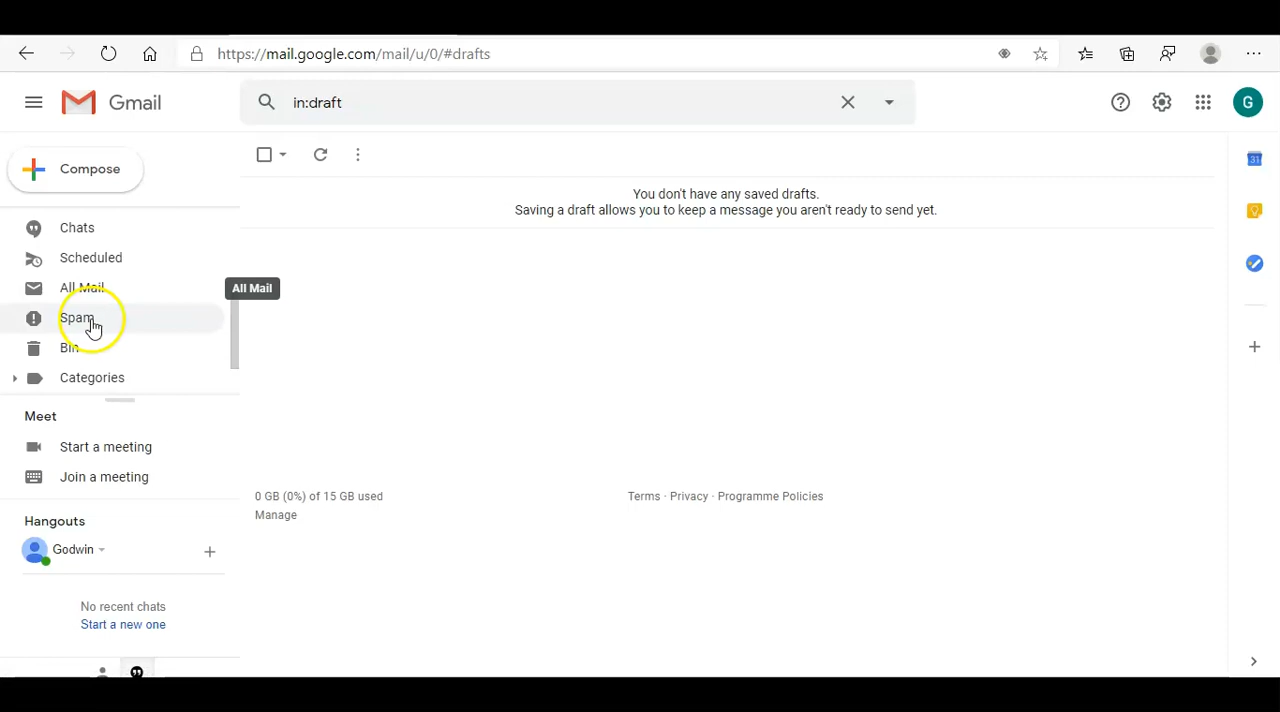 https://mail.google.com/mail/u/0/#drafts
Gmail
in:draft
G
Compose
You don't have any saved drafts.
Saving a draft allows you to keep a message you aren't ready to send yet.
31
Chats
Scheduled
All Mail
All Mail
Spam
Bin
Categories
Meet
Start a meeting
Join a meeting
0 GB (0%) of 15 GB used
Manage
Terms · Privacy · Programme Policies
Hangouts
Godwin
No recent chats
Start a new one